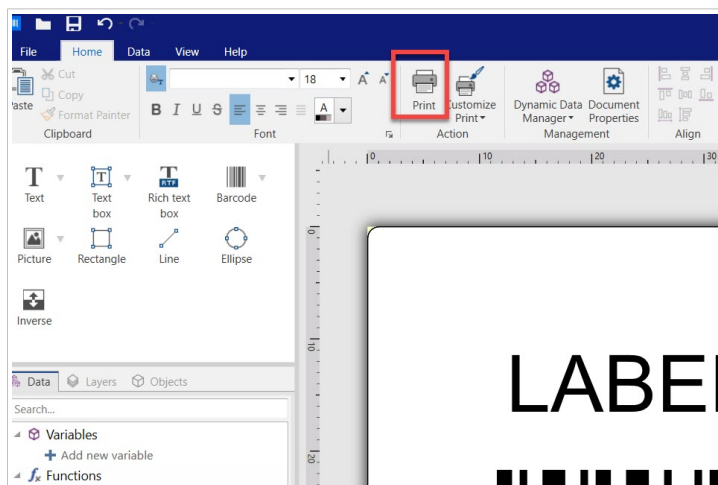 File Home Data View Help
Cut
Copy
Format Painter
Clipboard
18
A A
B I U S A
Font
Print
Customize
Print
Action
Dynamic Data
Manager
Document
Properties
Management
Align
0 10 20 30
T
Text
T
Text
box
T
RTF
Rich text
box
Barcode
Picture
Rectangle
Line
Ellipse
Inverse
0
10
20
Data Layers Objects
Search...
Variables
Add new variable
fx Functions